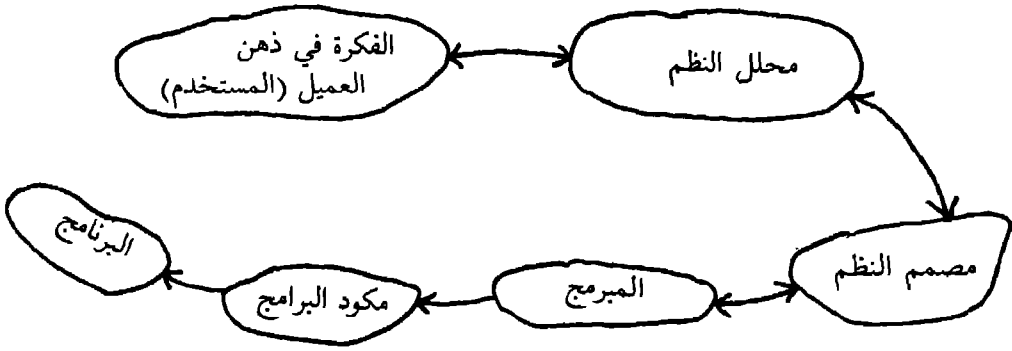 الفكرة في ذهن
العميل (المستخدم)
محلل النظم
مصمم النظم
المبرمج
مكود البرامج
البرنامج